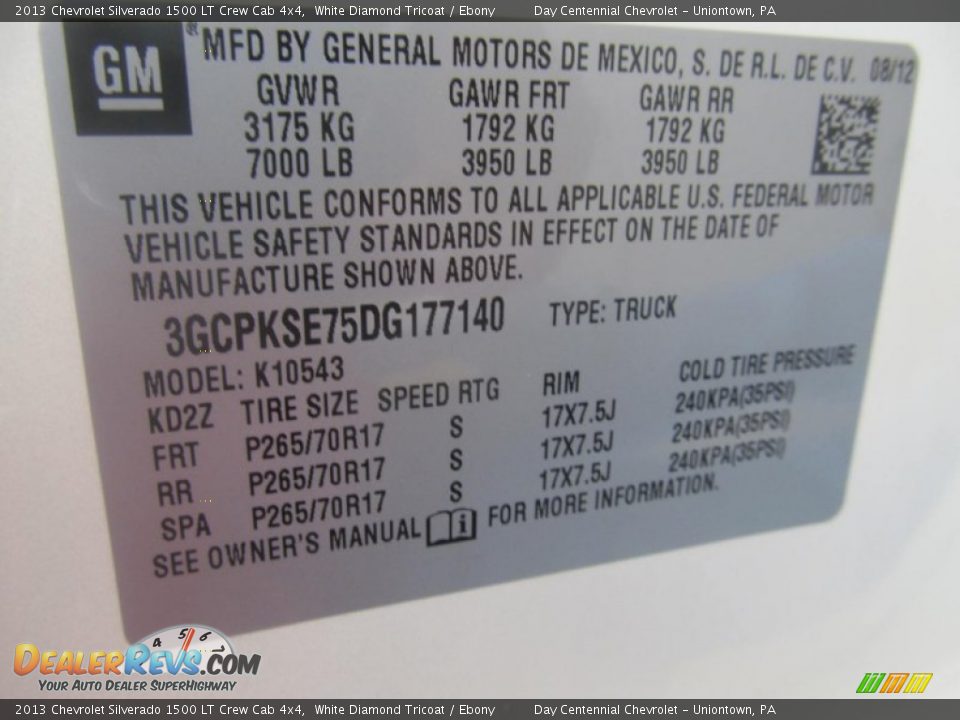 2013 Chevrolet Silverado 1500 LT Crew Cab 4x4, White Diamond Tricoat / Ebony Day Centennial Chevrolet - Uniontown, PA
GM ® MFD BY GENERAL MOTORS DE MEXICO, S. DE R.L. DE C.V. 08/12
GVWR GAWR FRT GAWR RR
3175 KG 1792 KG 1792 KG
7000 LB 3950 LB 3950 LB
THIS VEHICLE CONFORMS TO ALL APPLICABLE U.S. FEDERAL MOTOR
VEHICLE SAFETY STANDARDS IN EFFECT ON THE DATE OF
MANUFACTURE SHOWN ABOVE.
3GCPKSE75DG177140 TYPE: TRUCK
MODEL: K10543
KD2Z TIRE SIZE SPEED RTG RIM COLD TIRE PRESSURE
FRT P265/70R17 S 17X7.5J 240KPA(35PSI)
RR P265/70R17 S 17X7.5J 240KPA(35PSI)
SPA P265/70R17 S 17X7.5J 240KPA(35PSI)
SEE OWNER'S MANUAL i FOR MORE INFORMATION.
4 5 6
DEALERREVS.COM
YOUR AUTO DEALER SUPERHIGHWAY
2013 Chevrolet Silverado 1500 LT Crew Cab 4x4, White Diamond Tricoat / Ebony Day Centennial Chevrolet - Uniontown, PA